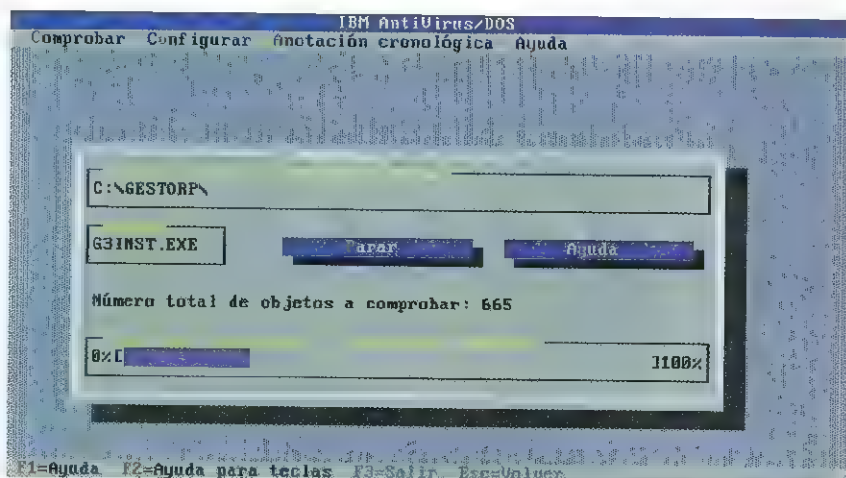 IBM AntiVirus/DOS
Comprobar Configurar Anotación cronológica Ayuda
C:\GESTORP\
G3INST.EXE Parar Ayuda
Número total de objetos a comprobar: 665
0%[ ]100%
F1=Ayuda F2=Ayuda para teclas F3=Salir Esc=Volver